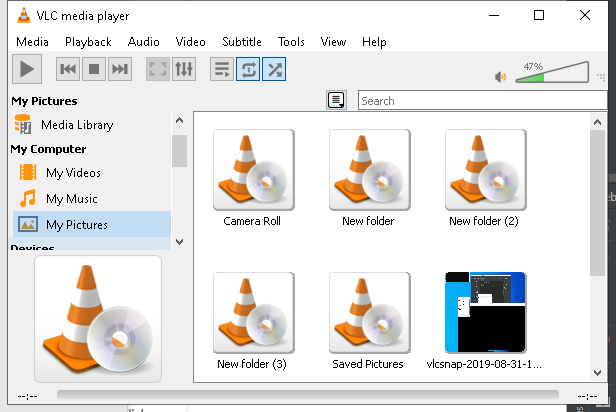 VLC media player
Media Playback Audio Video Subtitle Tools View Help
47%
My Pictures
Search
Media Library
My Computer
My Videos
My Music
My Pictures
Devices
Camera Roll
New folder
New folder (2)
New folder (3)
Saved Pictures
vlcsnap-2019-08-31-1...
--:--
--:--